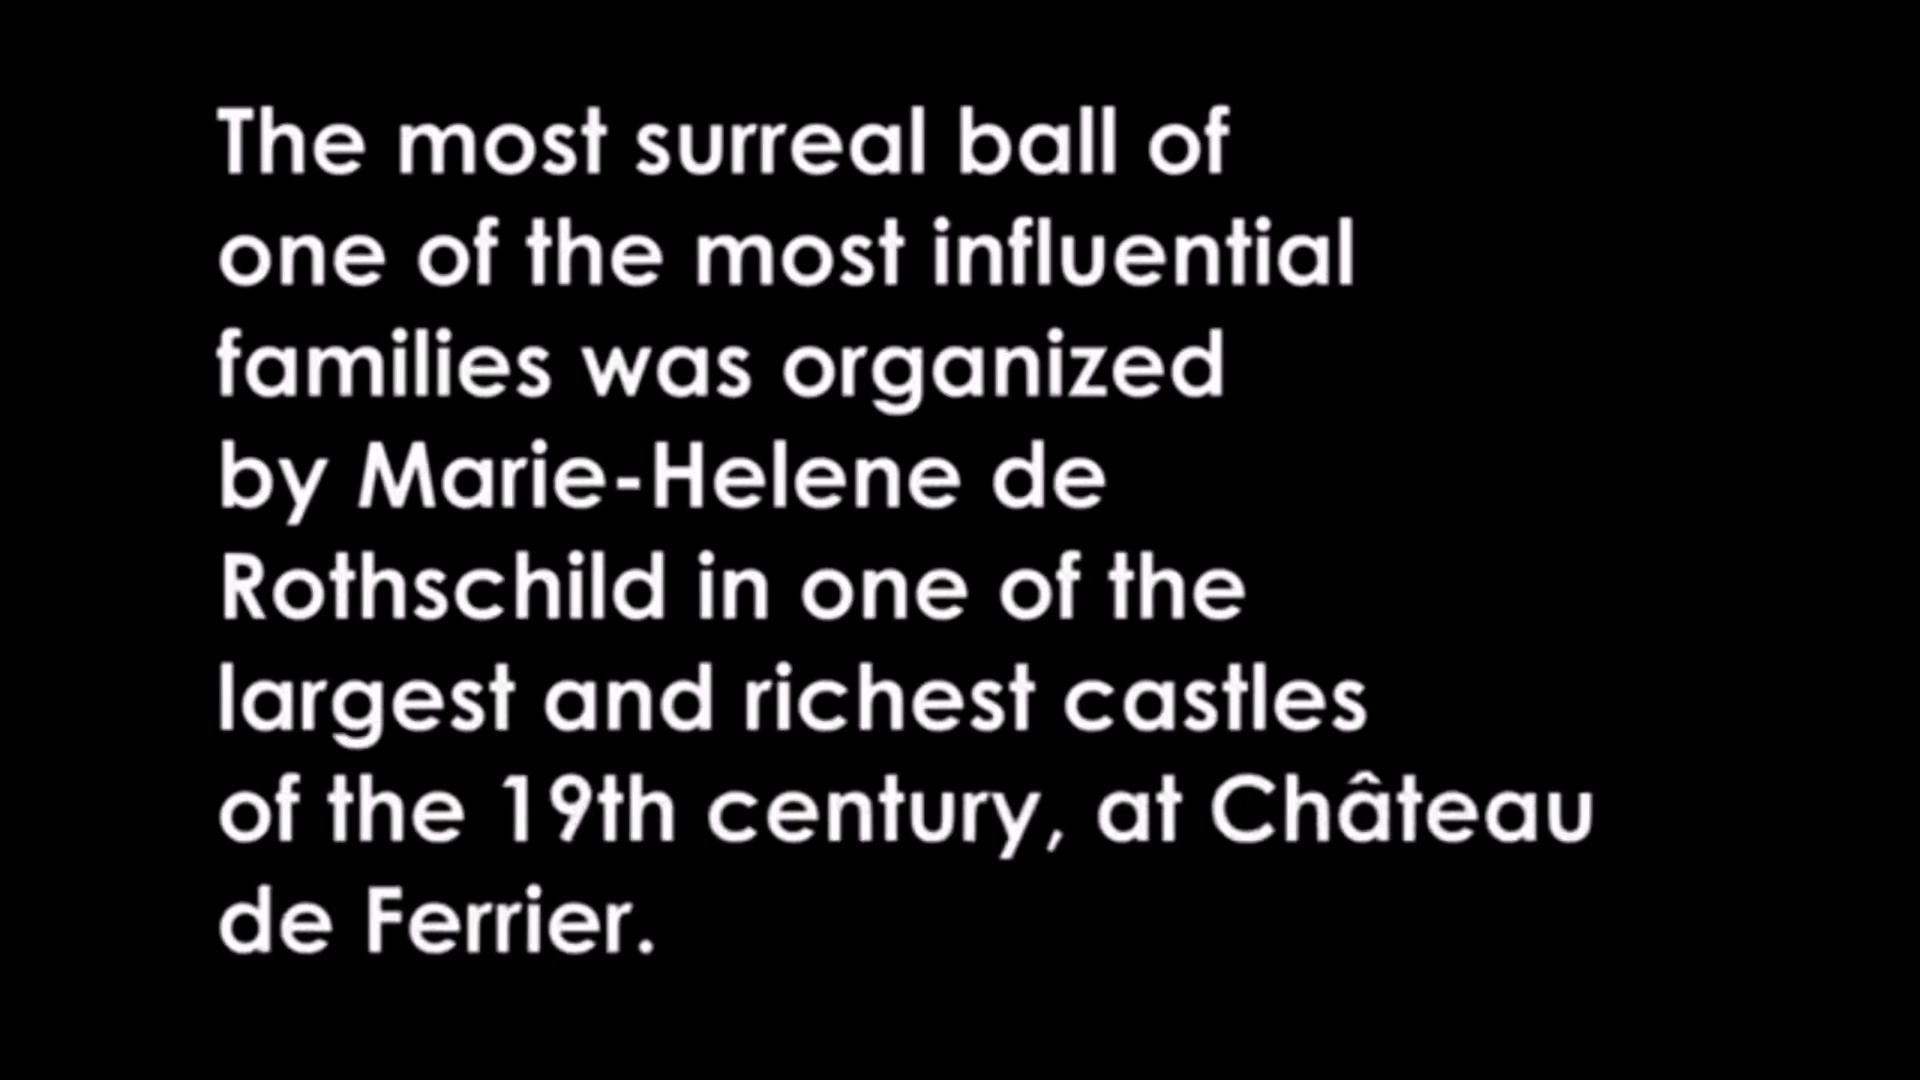 The most surreal ball of
one of the most influential
families was organized
by Marie-Helene de
Rothschild in one of the
largest and richest castles
of the 19th century, at Château
de Ferrier.